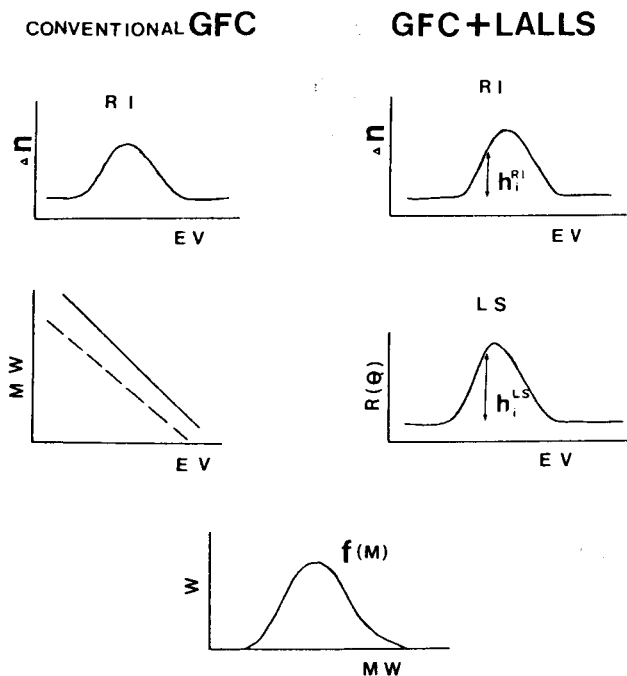 CONVENTIONAL GFC
GFC+LALLS
RI
Δn
EV
RI
Δn
h_i^RI
EV
MW
EV
LS
R(θ)
h_i^LS
EV
f(M)
W
MW